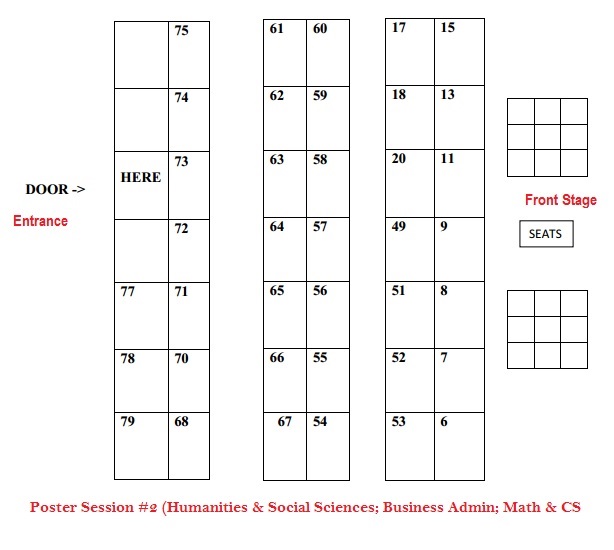 75 61 60 17 15
74 62 59 18 13
HERE 73 63 58 20 11
DOOR ->
Entrance
Front Stage
SEATS
72 64 57 49 9
77 71 65 56 51 8
78 70 66 55 52 7
79 68 67 54 53 6
Poster Session #2 (Humanities & Social Sciences; Business Admin; Math & CS